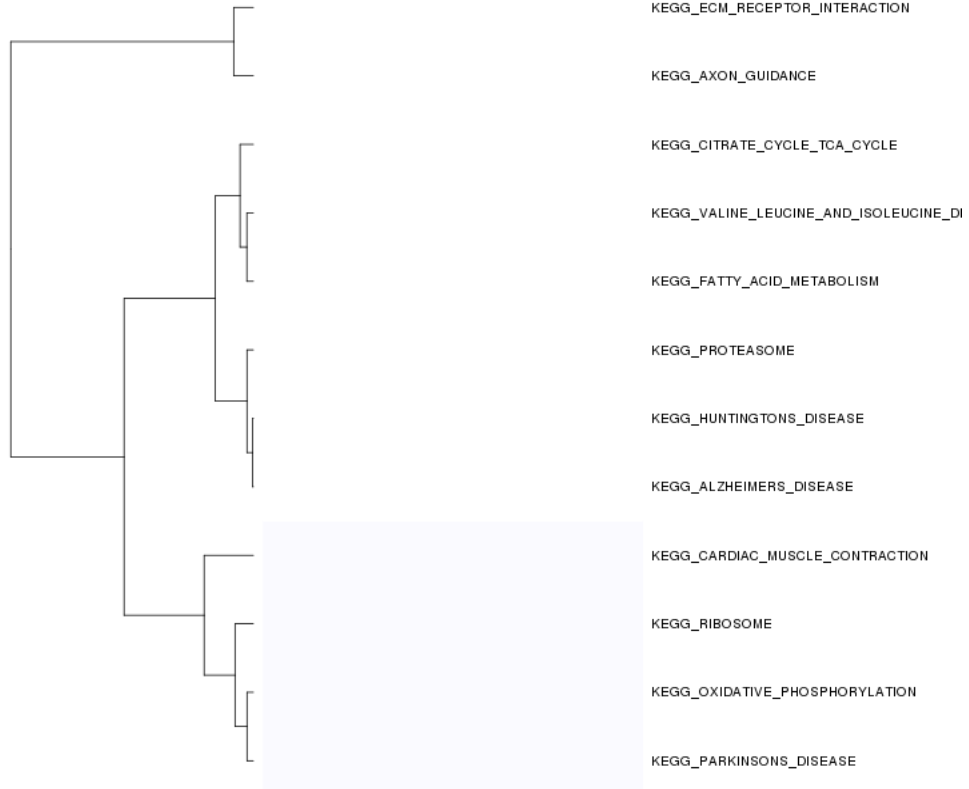 KEGG_ECM_RECEPTOR_INTERACTION
KEGG_AXON_GUIDANCE
KEGG_CITRATE_CYCLE_TCA_CYCLE
KEGG_VALINE_LEUCINE_AND_ISOLEUCINE_DI
KEGG_FATTY_ACID_METABOLISM
KEGG_PROTEASOME
KEGG_HUNTINGTONS_DISEASE
KEGG_ALZHEIMERS_DISEASE
KEGG_CARDIAC_MUSCLE_CONTRACTION
KEGG_RIBOSOME
KEGG_OXIDATIVE_PHOSPHORYLATION
KEGG_PARKINSONS_DISEASE